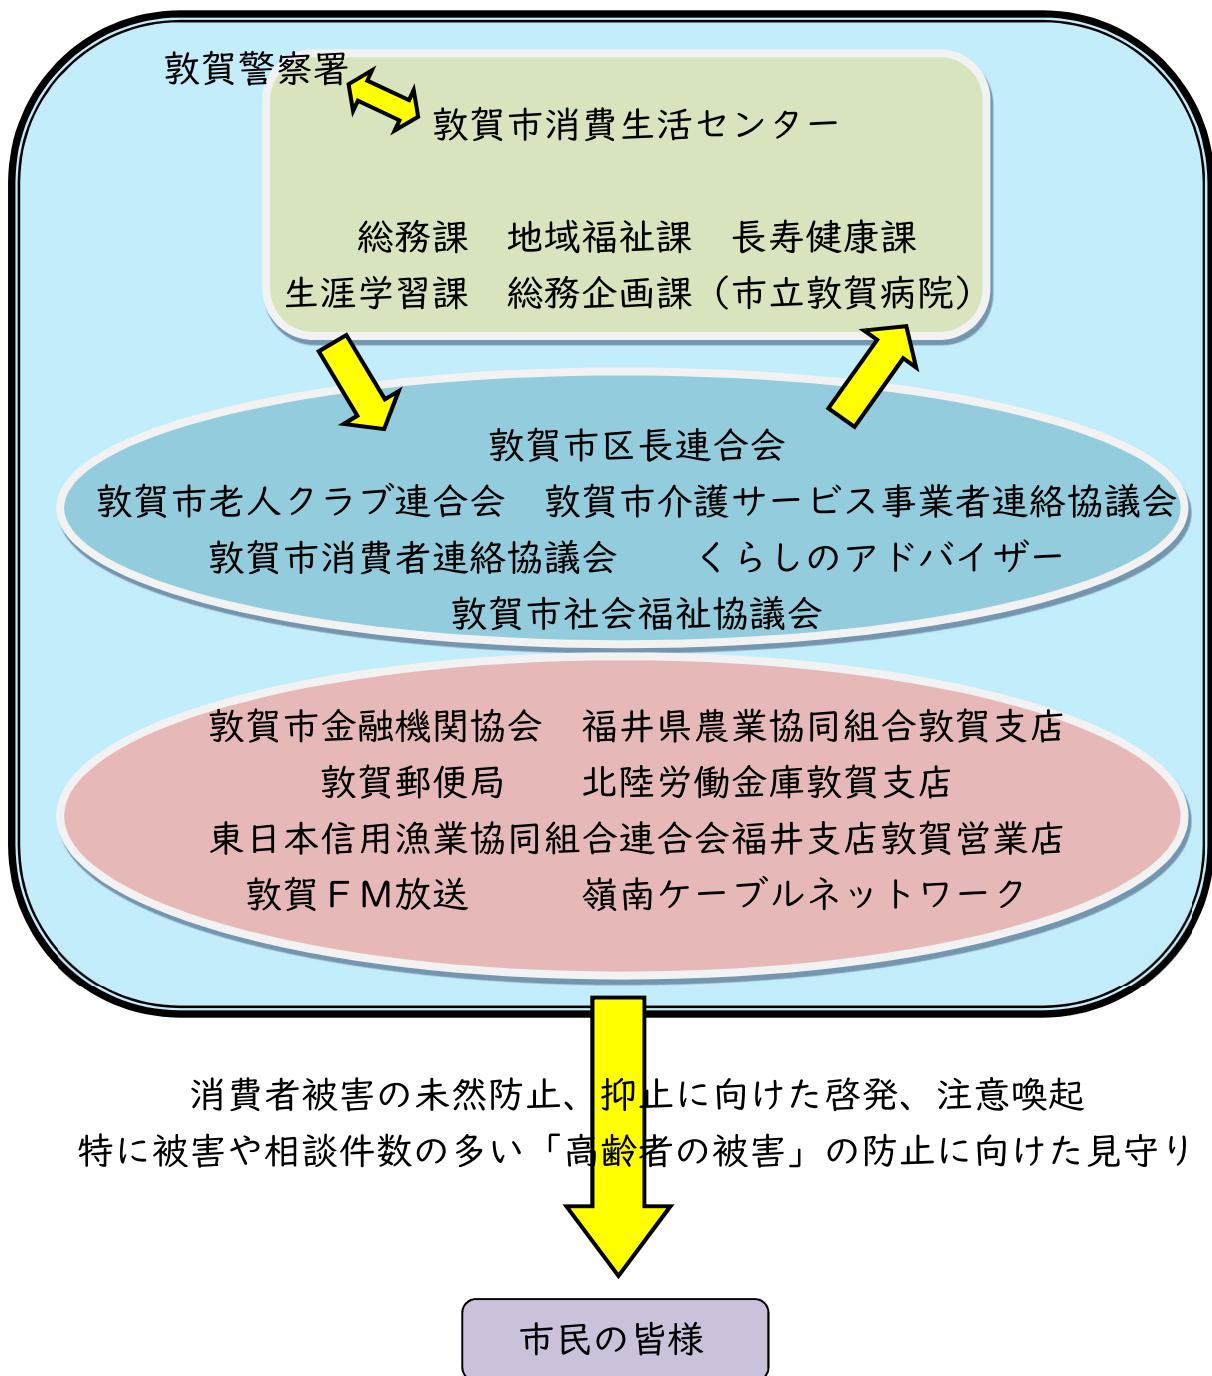 敦賀警察署
敦賀市消費生活センター
総務課　地域福祉課　長寿健康課
生涯学習課　総務企画課（市立敦賀病院）
敦賀市区長連合会
敦賀市老人クラブ連合会　敦賀市介護サービス事業者連絡協議会
敦賀市消費者連絡協議会　　くらしのアドバイザー
敦賀市社会福祉協議会
敦賀市金融機関協会　福井県農業協同組合敦賀支店
敦賀郵便局　　北陸労働金庫敦賀支店
東日本信用漁業協同組合連合会福井支店敦賀営業店
敦賀ＦＭ放送　　　嶺南ケーブルネットワーク
消費者被害の未然防止、抑止に向けた啓発、注意喚起
特に被害や相談件数の多い「高齢者の被害」の防止に向けた見守り
市民の皆様